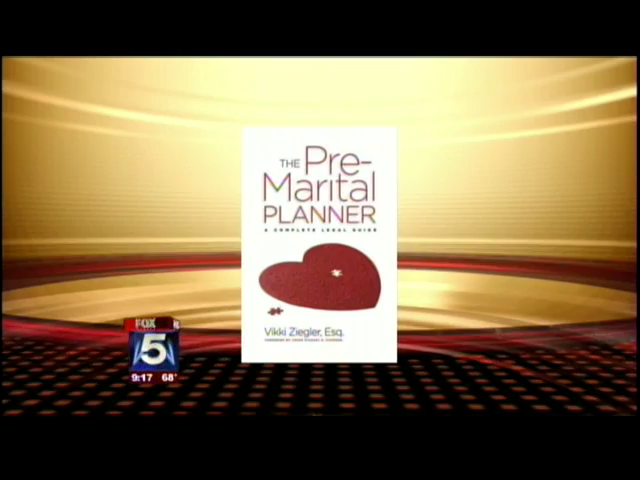 THE Pre-
Marital
PLANNER
A COMPLETE LEGAL GUIDE
Vikki Ziegler, Esq.
FOX
5
9:17 68°